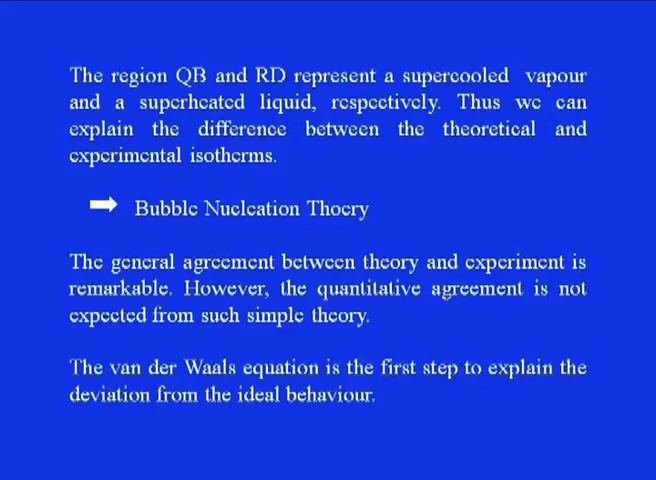 The region QB and RD represent a supercooled vapour
and a superheated liquid, respectively. Thus we can
explain the difference between the theoretical and
experimental isotherms.
Bubble Nucleation Thoery
The general agreement between theory and experiment is
remarkable. However, the quantitative agreement is not
expected from such simple theory.
The van der Waals equation is the first step to explain the
deviation from the ideal behaviour.